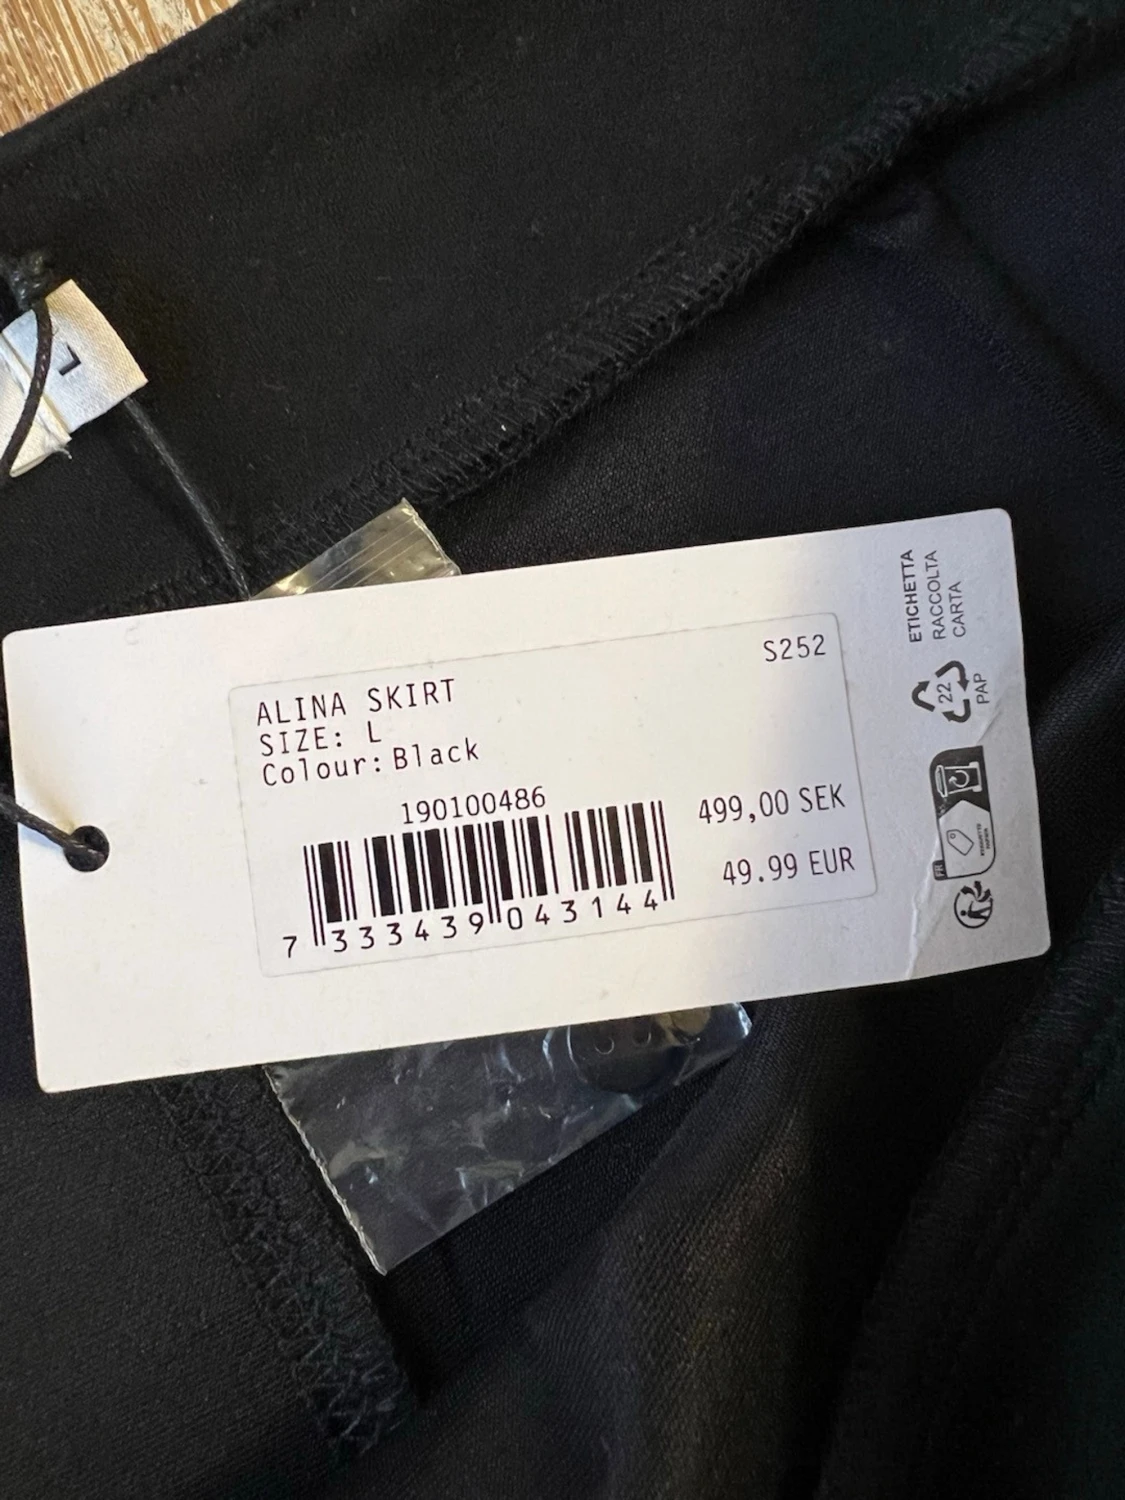 L
S252
ALINA SKIRT
SIZE: L
Colour: Black
190100486
499,00 SEK
49.99 EUR
7 333439 043144
ETICHETTA
RACCOLTA
CARTA
22
PAP
FR